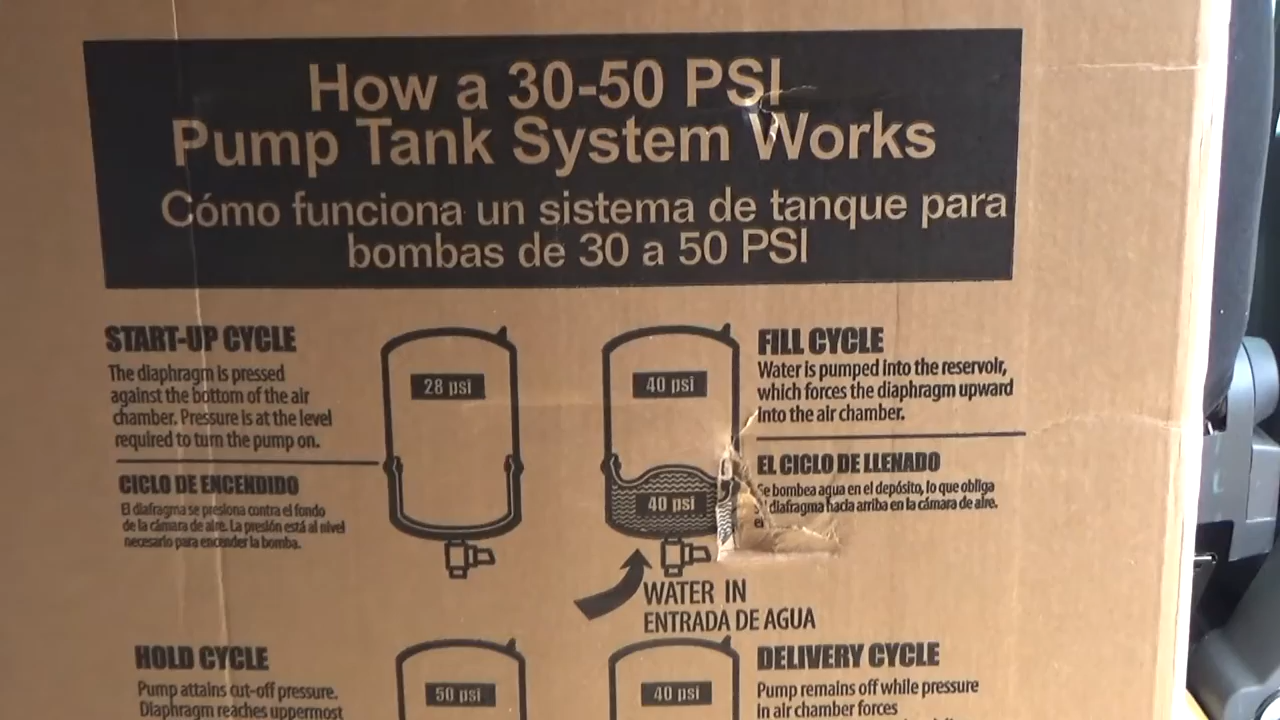 How a 30-50 PSI
Pump Tank System Works
Cómo funciona un sistema de tanque para
bombas de 30 a 50 PSI
START-UP CYCLE
The diaphragm is pressed
against the bottom of the air
chamber. Pressure is at the level
required to turn the pump on.
CICLO DE ENCENDIDO
El diafragma se presiona contra el fondo
de la cámara de aire. La presión está al nivel
necesario para encender la bomba.
28 psi
40 psi
40 psi
FILL CYCLE
Water is pumped into the reservoir,
which forces the diaphragm upward
into the air chamber.
EL CICLO DE LLENADO
Se bombea agua en el depósito, lo que obliga
diafragma hacia arriba en la cámara de aire.
WATER IN
ENTRADA DE AGUA
HOLD CYCLE
Pump attains cut-off pressure.
Diaphragm reaches uppermost
50 psi
40 psi
DELIVERY CYCLE
Pump remains off while pressure
in air chamber forces